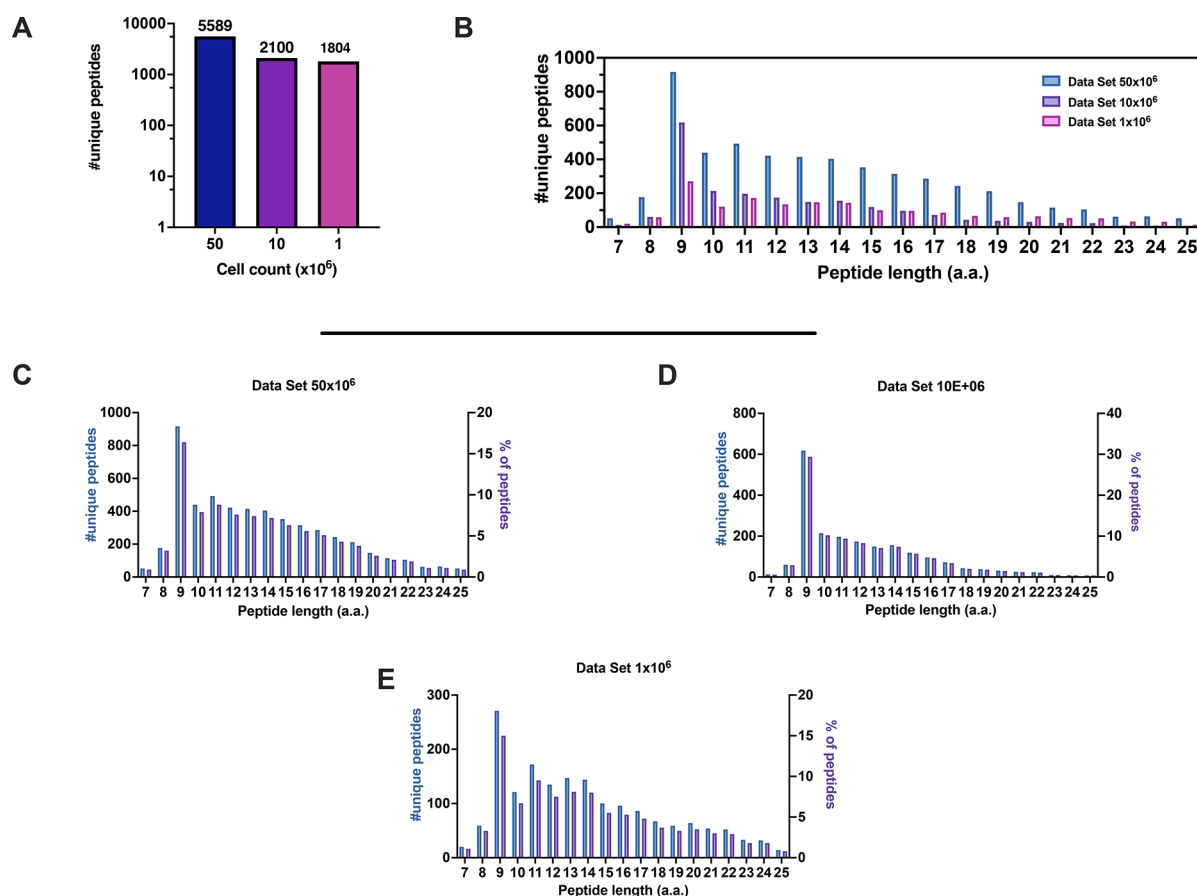 A
#unique peptides
10000
1000
100
10
1
5589
2100
1804
50
10
1
Cell count (x10⁶)
B
#unique peptides
1000
800
600
400
200
0
Data Set 50x10⁶
Data Set 10x10⁶
Data Set 1x10⁶
7 8 9 10 11 12 13 14 15 16 17 18 19 20 21 22 23 24 25
Peptide length (a.a.)
C
Data Set 50x10⁶
#unique peptides
1000
800
600
400
200
0
20
15
10
5
0
% of peptides
7 8 9 10 11 12 13 14 15 16 17 18 19 20 21 22 23 24 25
Peptide length (a.a.)
D
Data Set 10E+06
#unique peptides
800
600
400
200
0
40
30
20
10
0
% of peptides
7 8 9 10 11 12 13 14 15 16 17 18 19 20 21 22 23 24 25
Peptide length (a.a.)
E
Data Set 1x10⁶
#unique peptides
300
200
100
0
20
15
10
5
0
% of peptides
7 8 9 10 11 12 13 14 15 16 17 18 19 20 21 22 23 24 25
Peptide length (a.a.)